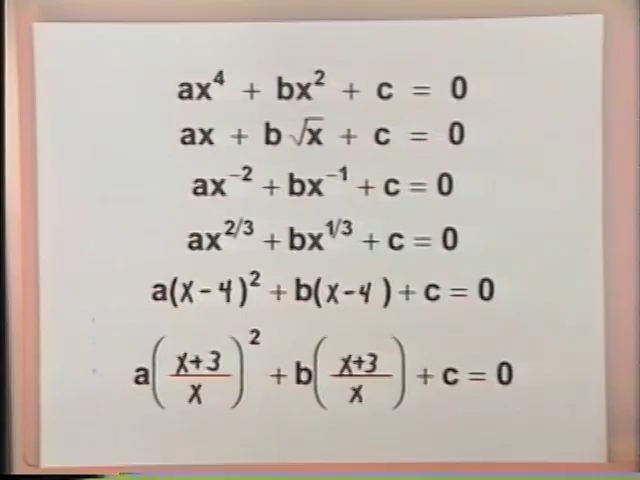 ax⁴ + bx² + c = 0
ax + b√x + c = 0
ax⁻² + bx⁻¹ + c = 0
ax^2/3 + bx^1/3 + c = 0
a(x-4)² + b(x-4) + c = 0
a((x+3)/x)² + b((x+3)/x) + c = 0